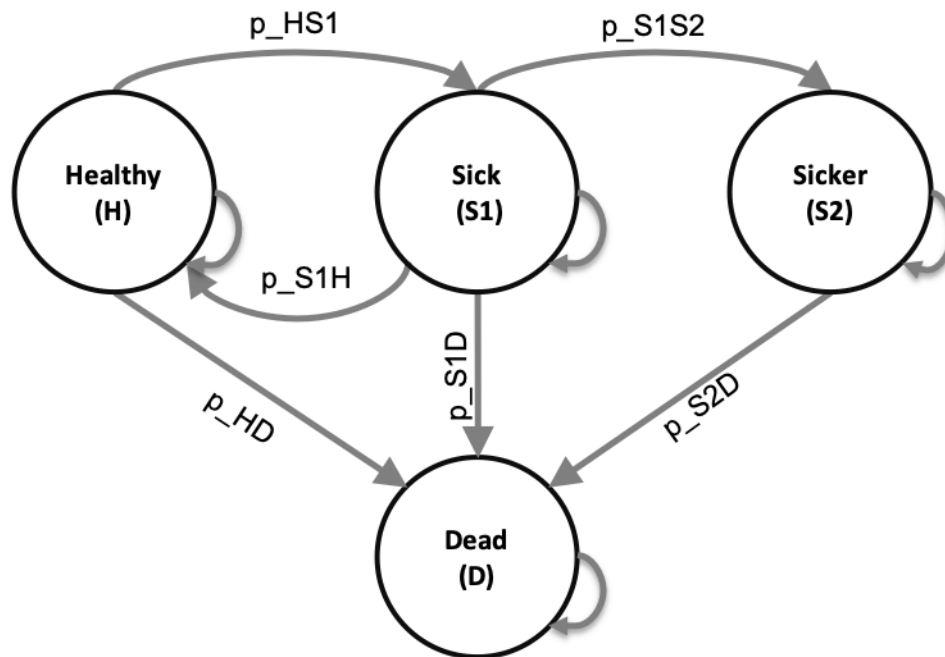 p_HS1
p_S1S2
Healthy
(H)
Sick
(S1)
Sicker
(S2)
p_S1H
p_HD
p_S1D
p_S2D
Dead
(D)